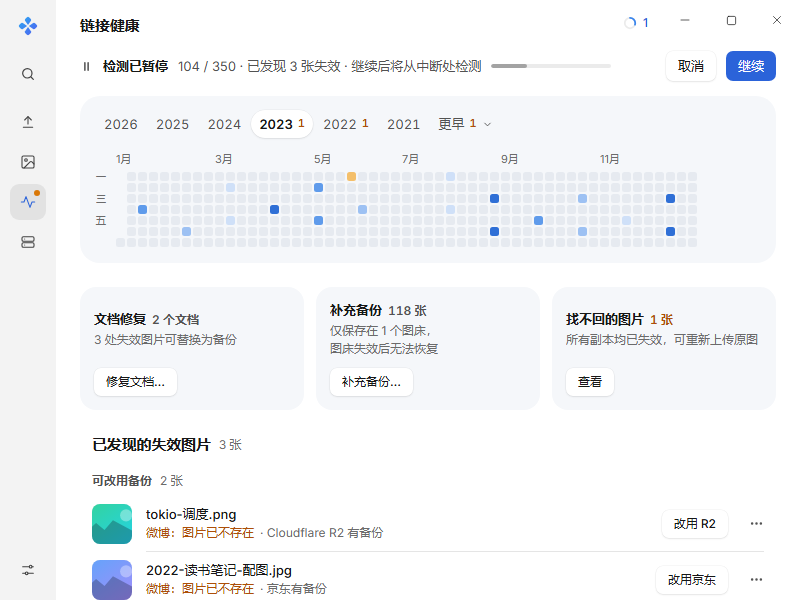 链接健康
1
检测已暂停 104 / 350 · 已发现 3 张失效 · 继续后将从中断处检测
取消
继续
2026 2025 2024 2023 1 2022 1 2021 更早 1
1月 3月 5月 7月 9月 11月
一
三
五
文档修复 2 个文档
3 处失效图片可替换为备份
修复文档...
补充备份 118 张
仅保存在 1 个图床,
图床失效后无法恢复
补充备份...
找不回的图片 1 张
所有副本均已失效，可重新上传原图
查看
已发现的失效图片 3 张
可改用备份 2 张
tokio-调度.png
微博：图片已不存在 · Cloudflare R2 有备份
改用 R2
2022-读书笔记-配图.jpg
微博：图片已不存在 · 京东有备份
改用京东